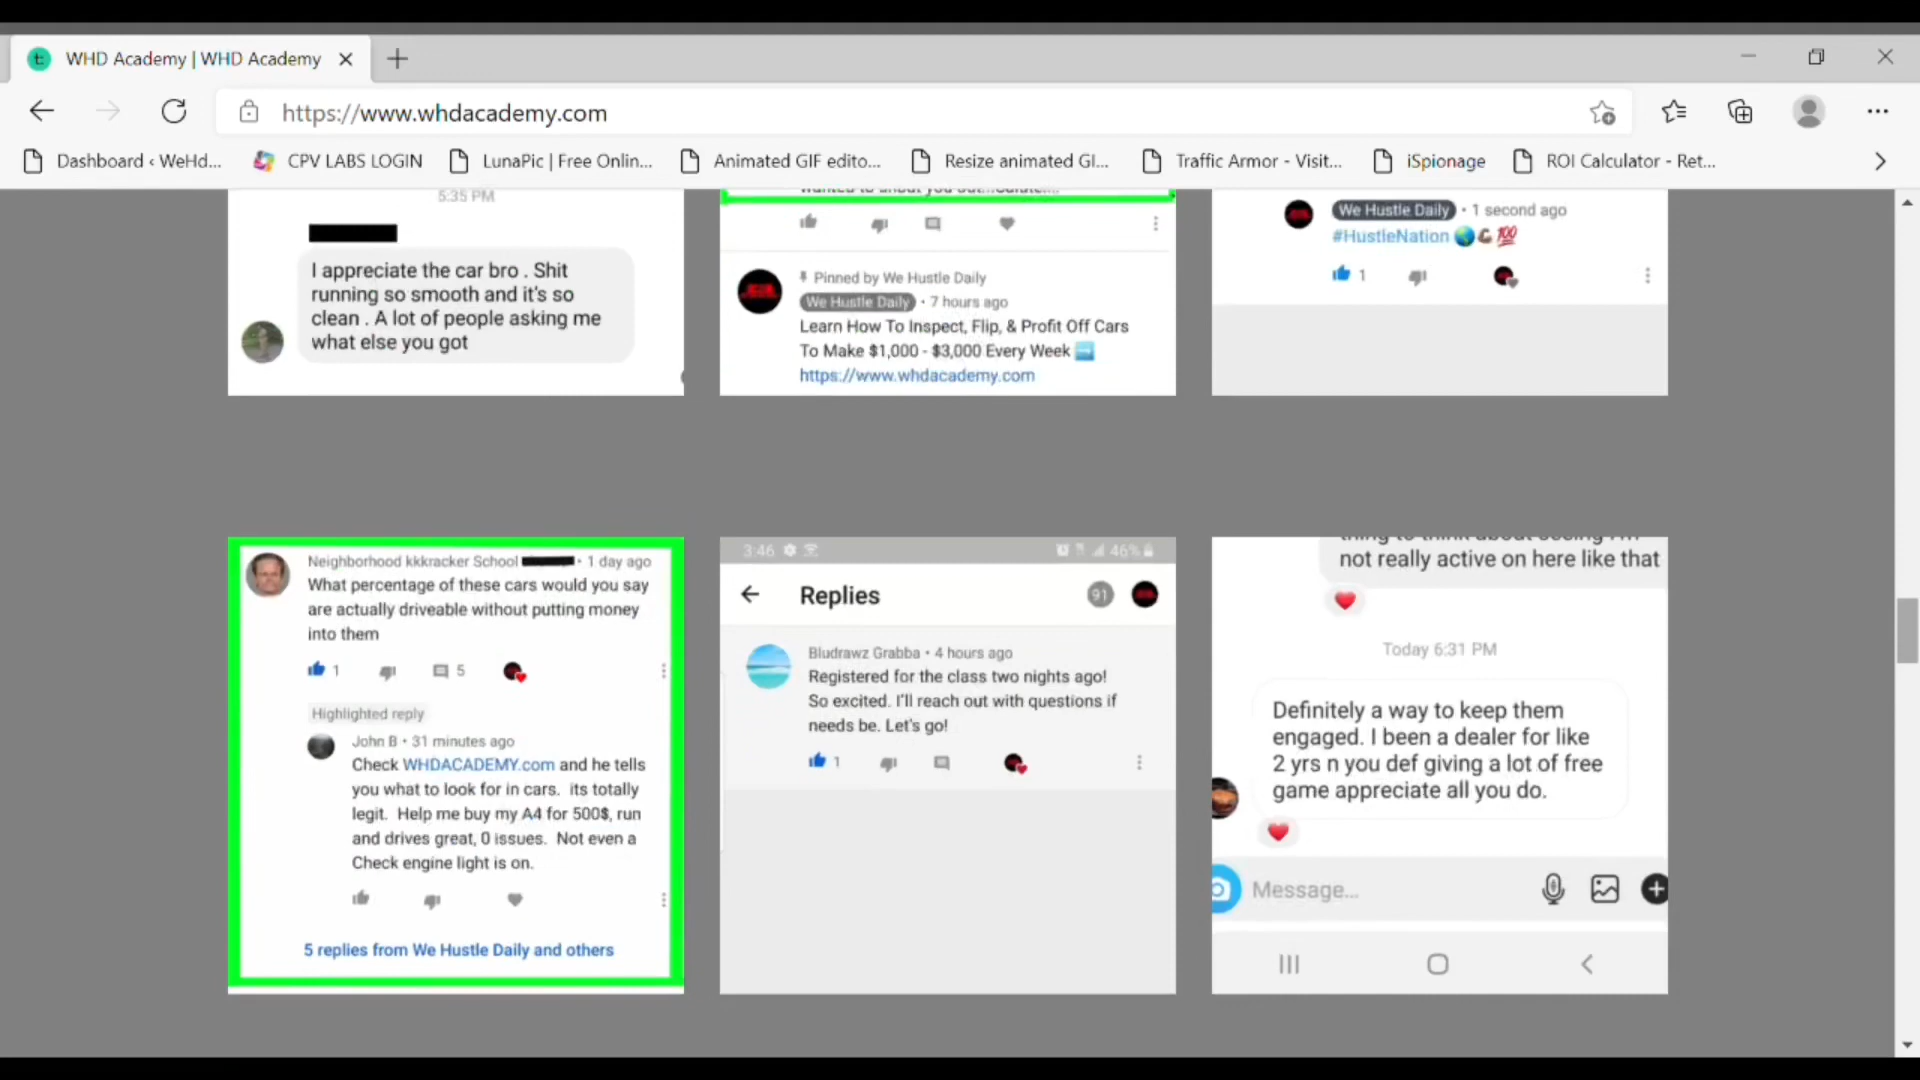 WHD Academy | WHD Academy
https://www.whdacademy.com
Dashboard ‹ WeHd...
CPV LABS LOGIN
LunaPic | Free Onlin...
Animated GIF edito...
Resize animated GI...
Traffic Armor - Visit...
iSpionage
ROI Calculator - Ret...
5:35 PM
I appreciate the car bro . Shit
running so smooth and it's so
clean . A lot of people asking me
what else you got
Pinned by We Hustle Daily
We Hustle Daily • 7 hours ago
Learn How To Inspect, Flip, & Profit Off Cars
To Make $1,000 - $3,000 Every Week ➡️
https://www.whdacademy.com
We Hustle Daily • 1 second ago
#HustleNation 🌎💪🏿💯
1
Neighborhood kkkracker School • 1 day ago
What percentage of these cars would you say
are actually driveable without putting money
into them
1 5
Highlighted reply
John B • 31 minutes ago
Check WHDACADEMY.com and he tells
you what to look for in cars. its totally
legit. Help me buy my A4 for 500$, run
and drives great, 0 issues. Not even a
Check engine light is on.
5 replies from We Hustle Daily and others
3:46 46%
Replies 91
Bludrawz Grabba • 4 hours ago
Registered for the class two nights ago!
So excited. I'll reach out with questions if
needs be. Let's go!
1
not really active on here like that
Today 6:31 PM
Definitely a way to keep them
engaged. I been a dealer for like
2 yrs n you def giving a lot of free
game appreciate all you do.
Message...